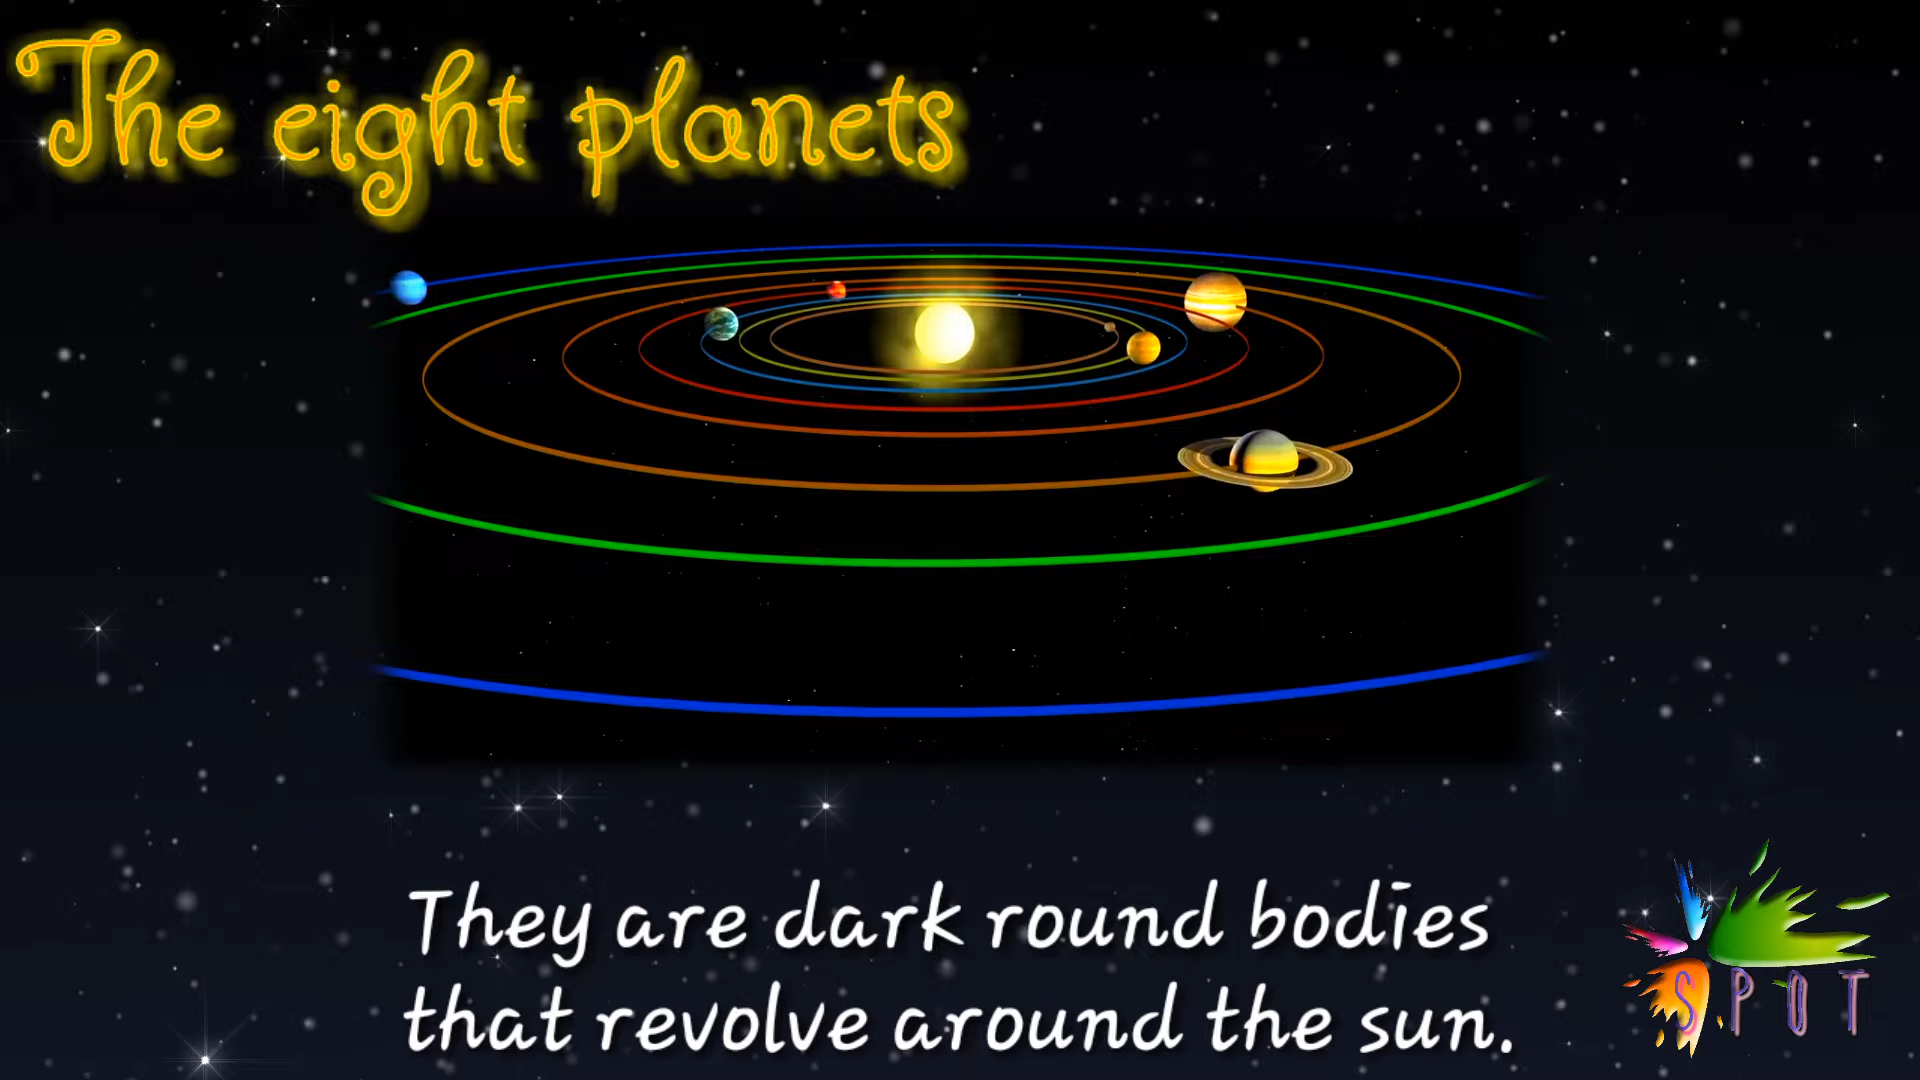 The eight planets
They are dark round bodies
that revolve around the sun.
SPOT